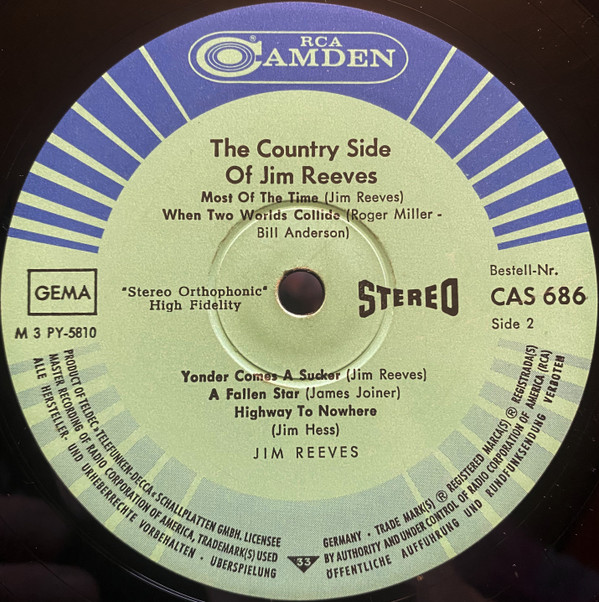 RCA
CAMDEN
The Country Side
Of Jim Reeves
Most Of The Time (Jim Reeves)
When Two Worlds Collide (Roger Miller -
Bill Anderson)
GEMA
"Stereo Orthophonic"
High Fidelity
STEREO
Bestell-Nr.
CAS 686
M 3 PY-5810
Side 2
Yonder Comes A Sucker (Jim Reeves)
A Fallen Star (James Joiner)
Highway To Nowhere
(Jim Hess)
JIM REEVES
PRODUCT OF TELDEC »TELEFUNKEN-DECCA« SCHALLPLATTEN GMBH. LICENSEE
MASTER RECORDING OF RADIO CORPORATION OF AMERICA, TRADEMARK(S) USED
ALLE HERSTELLER- UND URHEBERRECHTE VORBEHALTEN · ÜBERSPIELUNG
33
GERMANY · TRADE MARK(S) ® REGISTERED MARCA(S) ® REGISTRADA(S)
BY AUTHORITY AND UNDER CONTROL OF RADIO CORPORATION OF AMERICA (RCA)
ÖFFENTLICHE AUFFÜHRUNG UND RUNDFUNKSENDUNG VERBOTEN